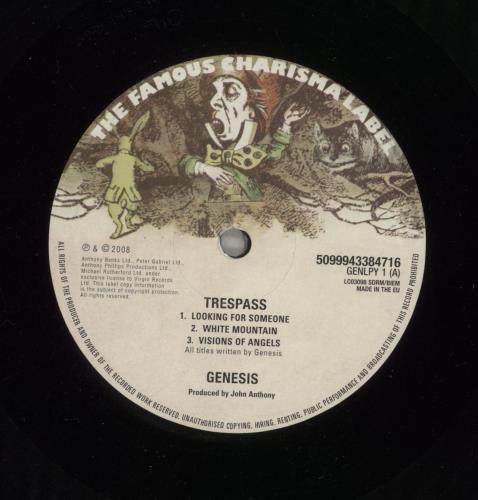 THE FAMOUS CHARISMA LABEL
℗ & © 2008
Anthony Banks Ltd., Peter Gabriel Ltd.,
Anthony Phillips Productions Ltd.,
Michael Rutherford Ltd. under
exclusive license to Virgin Records
Ltd. This label copy information
is the subject of copyright protection.
All rights reserved.
5099943384716
GENLPY 1 (A)
LC03098 SDRM/BIEM
MADE IN THE EU
TRESPASS
1. LOOKING FOR SOMEONE
2. WHITE MOUNTAIN
3. VISIONS OF ANGELS
All titles written by Genesis
GENESIS
Produced by John Anthony
ALL RIGHTS OF THE PRODUCER AND OWNER OF THE RECORDED WORK RESERVED. UNAUTHORISED COPYING, HIRING, RENTING, PUBLIC PERFORMANCE AND BROADCASTING OF THIS RECORD PROHIBITED